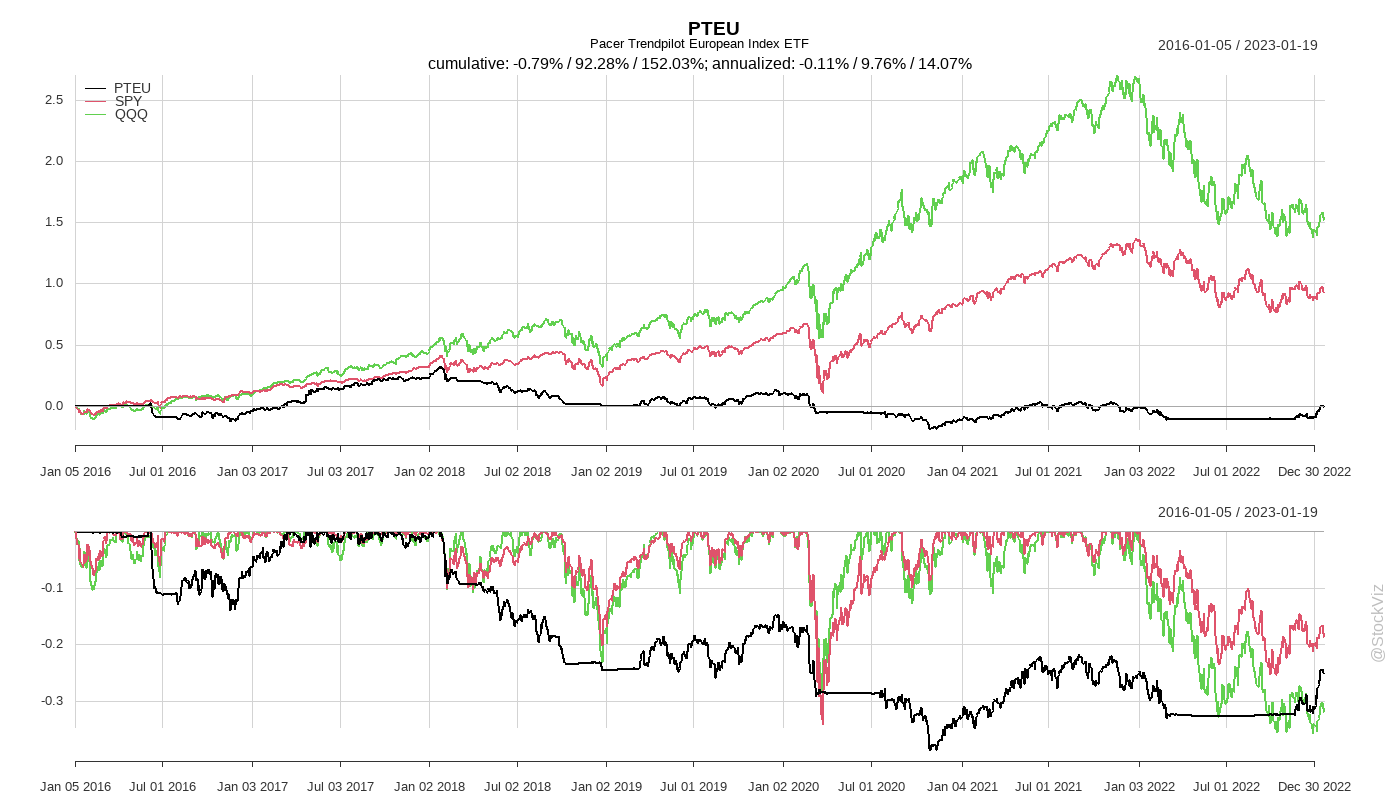 PTEU
Pacer Trendpilot European Index ETF
2016-01-05 / 2023-01-19
cumulative: -0.79% / 92.28% / 152.03%; annualized: -0.11% / 9.76% / 14.07%
PTEU
SPY
QQQ
2.5
2.0
1.5
1.0
0.5
0.0
Jan 05 2016 Jul 01 2016 Jan 03 2017 Jul 03 2017 Jan 02 2018 Jul 02 2018 Jan 02 2019 Jul 01 2019 Jan 02 2020 Jul 01 2020 Jan 04 2021 Jul 01 2021 Jan 03 2022 Jul 01 2022 Dec 30 2022
2016-01-05 / 2023-01-19
-0.1
-0.2
-0.3
Jan 05 2016 Jul 01 2016 Jan 03 2017 Jul 03 2017 Jan 02 2018 Jul 02 2018 Jan 02 2019 Jul 01 2019 Jan 02 2020 Jul 01 2020 Jan 04 2021 Jul 01 2021 Jan 03 2022 Jul 01 2022 Dec 30 2022
@StockViz